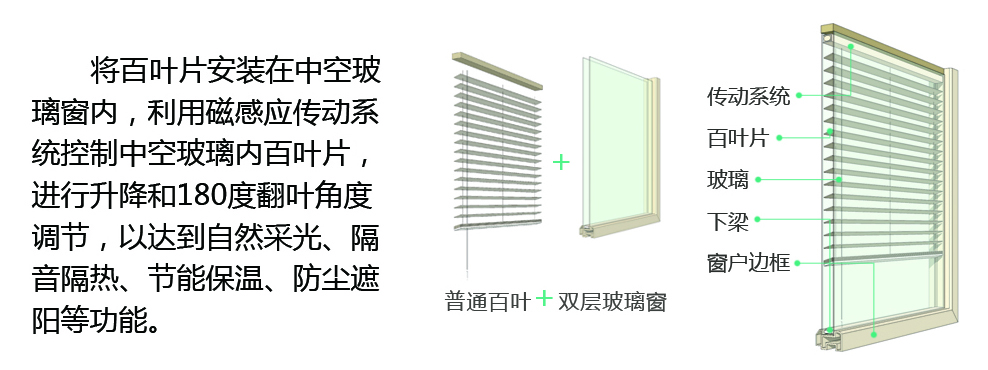 将百叶片安装在中空玻
璃窗内，利用磁感应传动系
统控制中空玻璃内百叶片，
进行升降和180度翻叶角度
调节，以达到自然采光、隔
音隔热、节能保温、防尘遮
阳等功能。
普通百叶+双层玻璃窗
传动系统
百叶片
玻璃
下梁
窗户边框